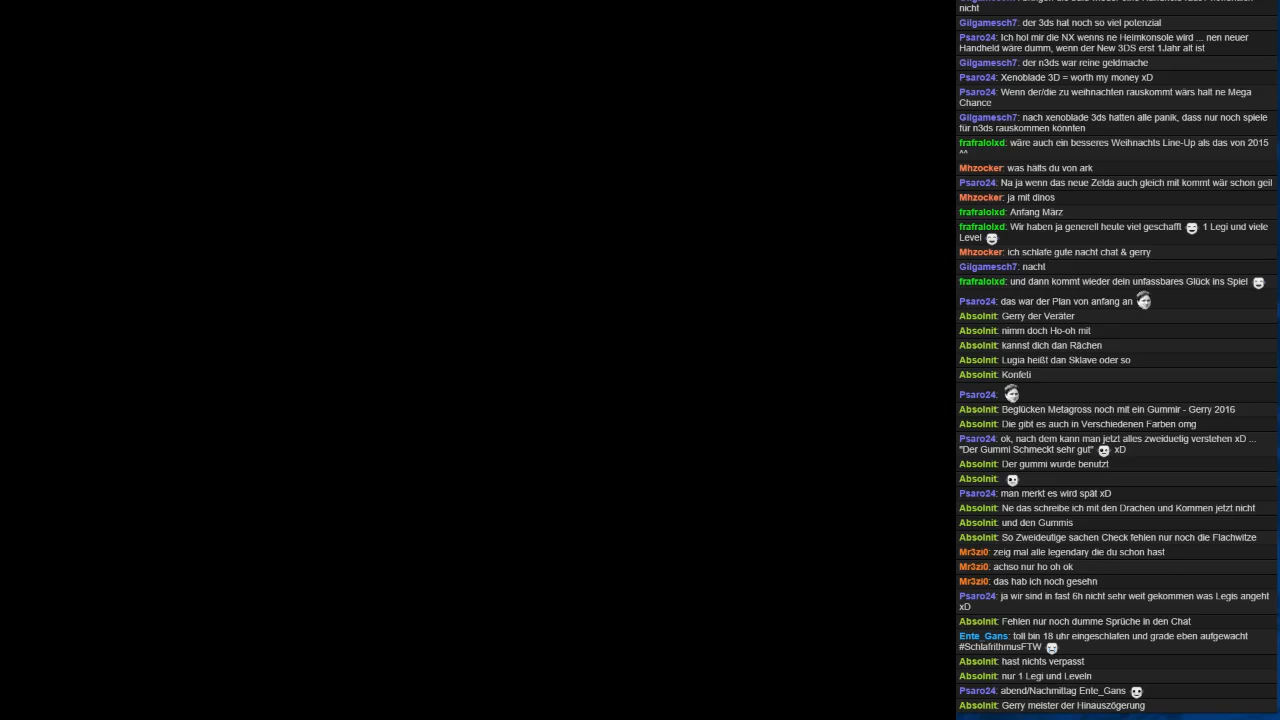 nicht
Gilgamesch7: der 3ds hat noch so viel potenzial
Psaro24: Ich hol mir die NX wenns ne Heimkonsole wird ... nen neuer
Handheld wäre dumm, wenn der New 3DS erst 1Jahr alt ist
Gilgamesch7: der n3ds war reine geldmache
Psaro24: Xenoblade 3D = worth my money xD
Psaro24: Wenn der/die zu weihnachten rauskommt wärs halt ne Mega
Chance
Gilgamesch7: nach xenoblade 3ds hatten alle panik, dass nur noch spiele
für n3ds rauskommen könnten
frafralolxd: wäre auch ein besseres Weihnachts Line-Up als das von 2015
^^
Mhzocker: was hälts du von ark
Psaro24: Na ja wenn das neue Zelda auch gleich mit kommt wär schon geil
Mhzocker: ja mit dinos
frafralolxd: Anfang März
frafralolxd: Wir haben ja generell heute viel geschafft 1 Legi und viele
Level
Mhzocker: ich schlafe gute nacht chat & gerry
Gilgamesch7: nacht
frafralolxd: und dann kommt wieder dein unfassbares Glück ins Spiel
Psaro24: das war der Plan von anfang an
Absolnit: Gerry der Veräter
Absolnit: nimm doch Ho-oh mit
Absolnit: kannst dich dan Rächen
Absolnit: Lugia heißt dan Sklave oder so
Absolnit: Konfeti
Psaro24:
Absolnit: Beglücken Metagross noch mit ein Gummir - Gerry 2016
Absolnit: Die gibt es auch in Verschiedenen Farben omg
Psaro24: ok, nach dem kann man jetzt alles zweiduetig verstehen xD ...
"Der Gummi Schmeckt sehr gut" xD
Absolnit: Der gummi wurde benutzt
Absolnit:
Psaro24: man merkt es wird spät xD
Absolnit: Ne das schreibe ich mit den Drachen und Kommen jetzt nicht
Absolnit: und den Gummis
Absolnit: So Zweideutige sachen Check fehlen nur noch die Flachwitze
Mr3zi0: zeig mal alle legendary die du schon hast
Mr3zi0: achso nur ho oh ok
Mr3zi0: das hab ich noch gesehn
Psaro24: ja wir sind in fast 6h nicht sehr weit gekommen was Legis angeht
xD
Absolnit: Fehlen nur noch dumme Sprüche in den Chat
Ente_Gans: toll bin 18 uhr eingeschlafen und grade eben aufgewacht
#SchlafrithmusFTW
Absolnit: hast nichts verpasst
Absolnit: nur 1 Legi und Leveln
Psaro24: abend/Nachmittag Ente_Gans
Absolnit: Gerry meister der Hinauszögerung